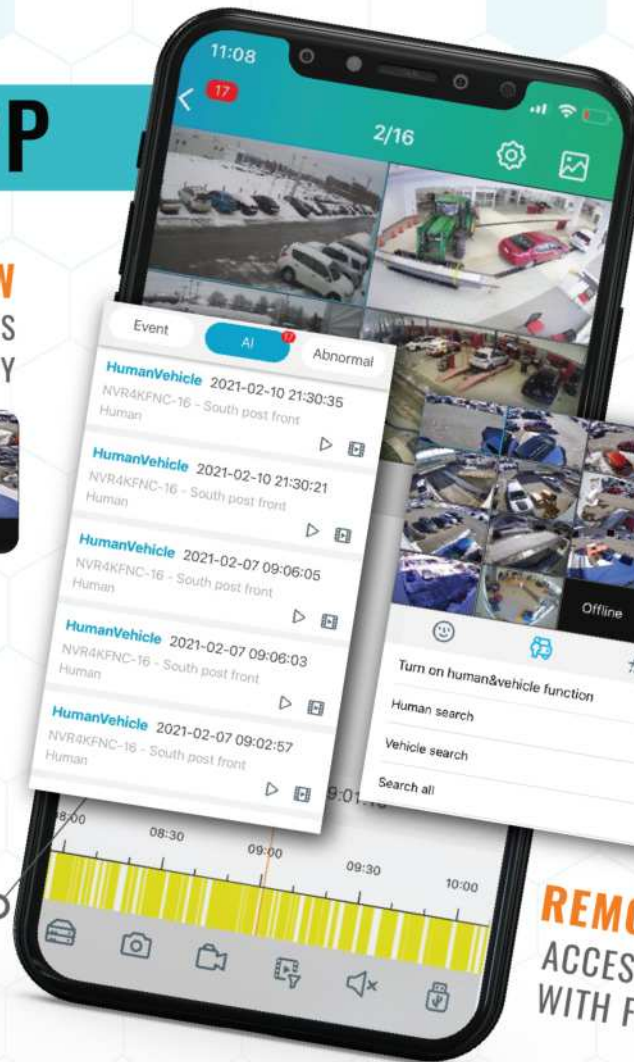 11:08
P
17
2/16
W
S
Y
Event
AI
17
Abnormal
HumanVehicle 2021-02-10 21:30:35
NVR4KFNC-16 - South post front
Human
HumanVehicle 2021-02-10 21:30:21
NVR4KFNC-16 - South post front
Human
HumanVehicle 2021-02-07 09:06:05
NVR4KFNC-16 - South post front
Human
HumanVehicle 2021-02-07 09:06:03
NVR4KFNC-16 - South post front
Human
HumanVehicle 2021-02-07 09:02:57
NVR4KFNC-16 - South post front
Human
Offline
Turn on human&vehicle function
Human search
Vehicle search
Search all
08:30
09:00
09:30
10:00
REMO
ACCES
WITH F